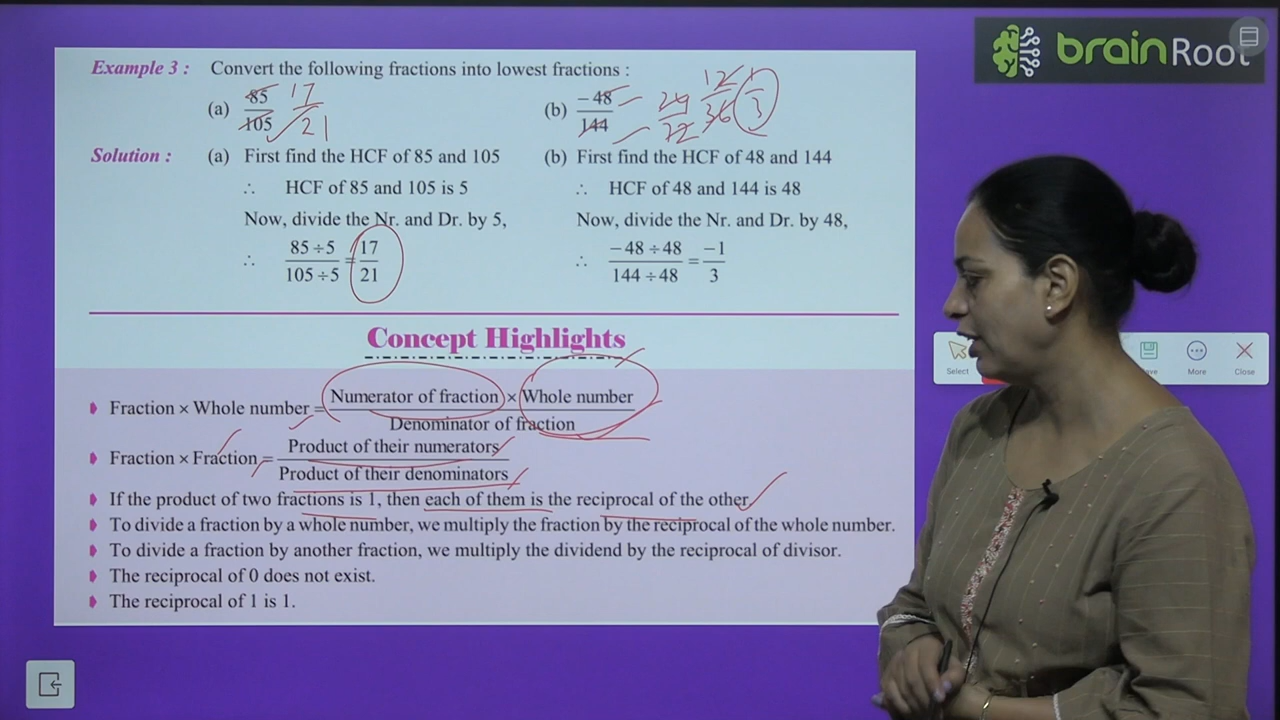 brainRoot
Example 3 : Convert the following fractions into lowest fractions :
(a) 85/105 17/21 (b) -48/144 24/72 12/36 1/3
Solution : (a) First find the HCF of 85 and 105 (b) First find the HCF of 48 and 144
∴ HCF of 85 and 105 is 5 ∴ HCF of 48 and 144 is 48
Now, divide the Nr. and Dr. by 5, Now, divide the Nr. and Dr. by 48,
∴ 85 ÷ 5 / 105 ÷ 5 = 17/21 ∴ -48 ÷ 48 / 144 ÷ 48 = -1/3
Concept Highlights
Fraction × Whole number = Numerator of fraction × Whole number / Denominator of fraction
Fraction × Fraction = Product of their numerators / Product of their denominators
If the product of two fractions is 1, then each of them is the reciprocal of the other
To divide a fraction by a whole number, we multiply the fraction by the reciprocal of the whole number.
To divide a fraction by another fraction, we multiply the dividend by the reciprocal of divisor.
The reciprocal of 0 does not exist.
The reciprocal of 1 is 1.
Select More Close